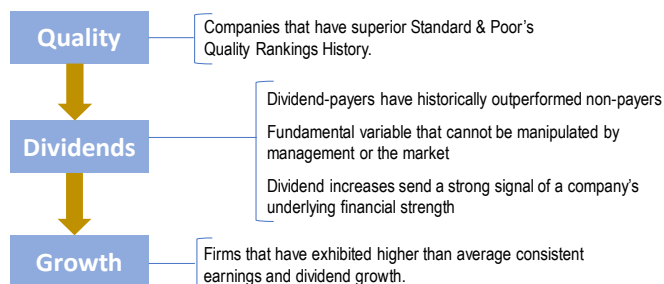 Quality
Companies that have superior Standard & Poor's
Quality Rankings History.
Dividends
Dividend-payers have historically outperformed non-payers
Fundamental variable that cannot be manipulated by
management or the market
Dividend increases send a strong signal of a company's
underlying financial strength
Growth
Firms that have exhibited higher than average consistent
earnings and dividend growth.